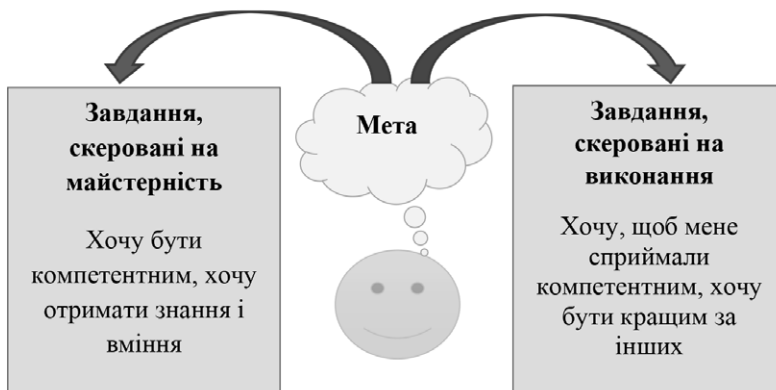 Завдання,
скеровані на
майстерність
Хочу бути
компетентним, хочу
отримати знання і
вміння
Мета
Завдання,
скеровані на
виконання
Хочу, щоб мене
сприймали
компетентним, хочу
бути кращим за
інших